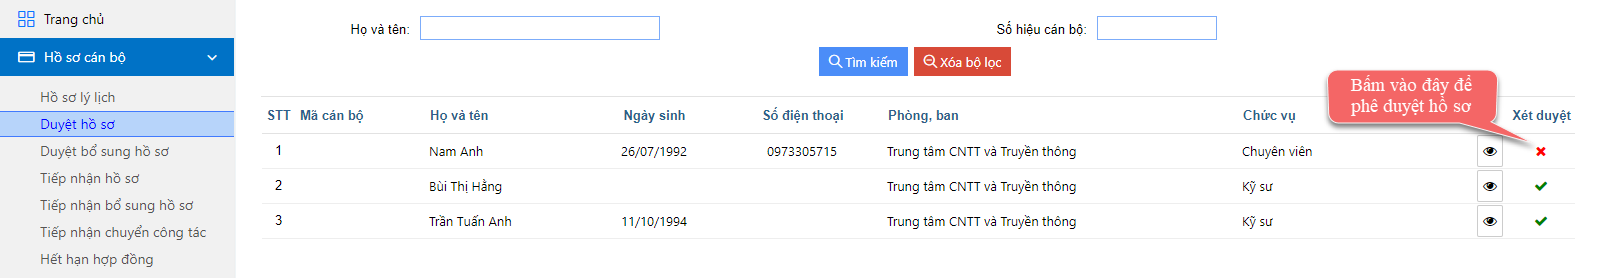 Trang chủ
Hồ sơ cán bộ
Hồ sơ lý lịch
Duyệt hồ sơ
Duyệt bổ sung hồ sơ
Tiếp nhận hồ sơ
Tiếp nhận bổ sung hồ sơ
Tiếp nhận chuyển công tác
Hết hạn hợp đồng
Họ và tên: Số hiệu cán bộ:
Tìm kiếm Xóa bộ lọc
Bấm vào đây để
phê duyệt hồ sơ
STT Mã cán bộ Họ và tên Ngày sinh Số điện thoại Phòng, ban Chức vụ Xét duyệt
1 Nam Anh 26/07/1992 0973305715 Trung tâm CNTT và Truyền thông Chuyên viên
2 Bùi Thị Hằng Trung tâm CNTT và Truyền thông Kỹ sư
3 Trần Tuấn Anh 11/10/1994 Trung tâm CNTT và Truyền thông Kỹ sư